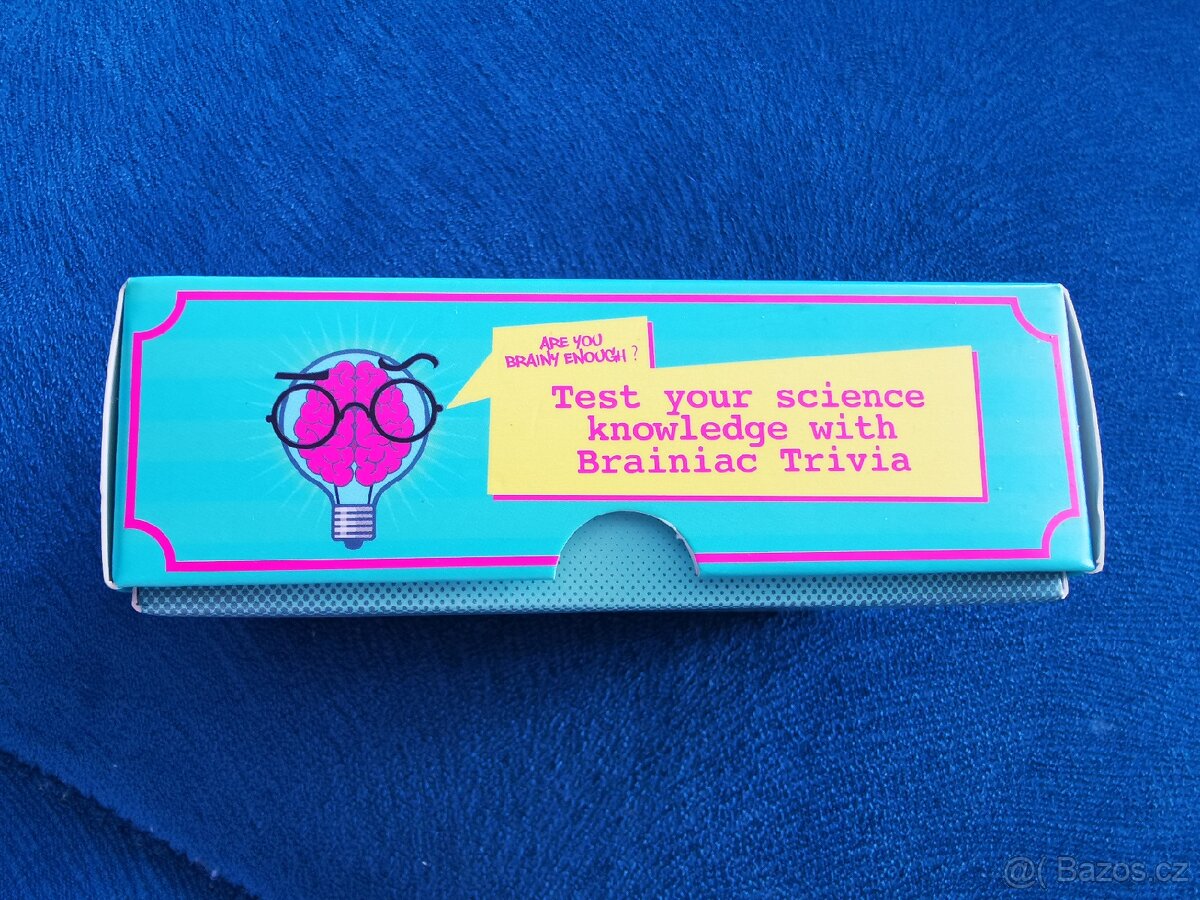 ARE YOU
BRAINY ENOUGH?
Test your science
knowledge with
Brainiac Trivia
@( Bazos.cz